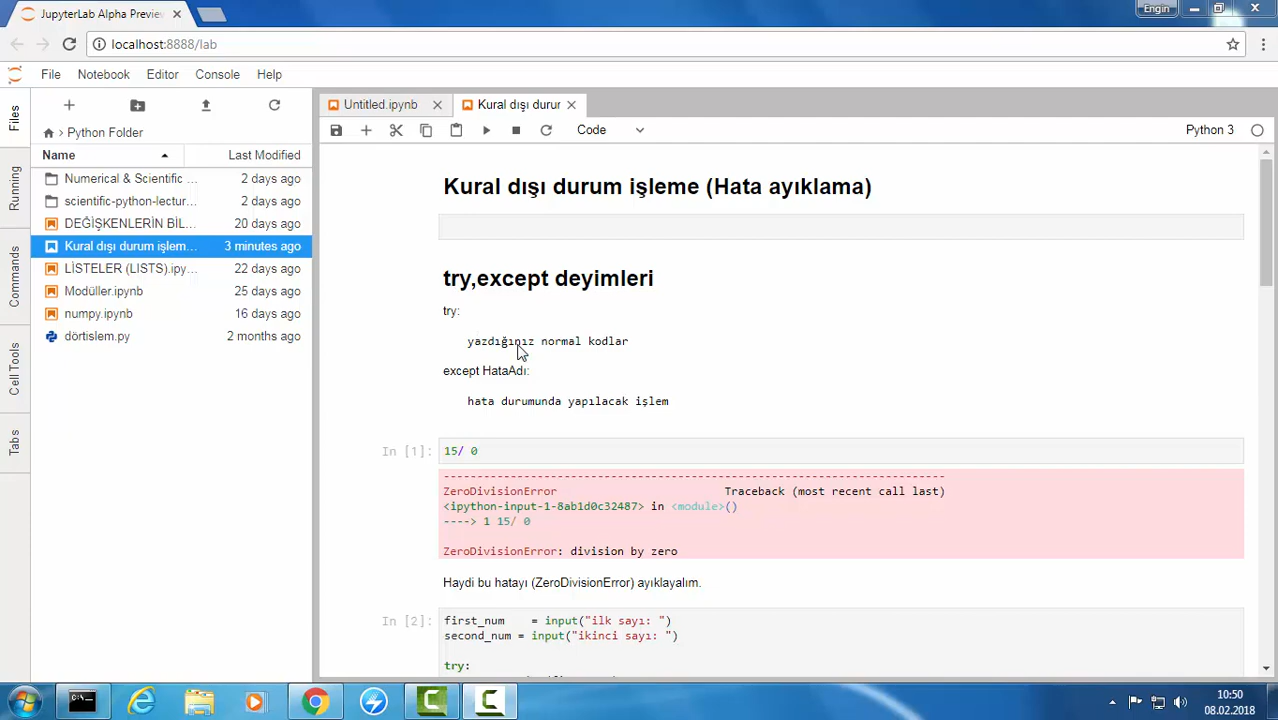 JupyterLab Alpha Preview
Engin
localhost:8888/lab
File Notebook Editor Console Help
Files
Running
Commands
Cell Tools
Tabs
Python Folder
Name Last Modified
Numerical & Scientific ... 2 days ago
scientific-python-lectur... 2 days ago
DEĞİŞKENLERİN BİL... 20 days ago
Kural dışı durum işlem... 3 minutes ago
LİSTELER (LISTS).ipy... 22 days ago
Modüller.ipynb 25 days ago
numpy.ipynb 16 days ago
dörtislem.py 2 months ago
Untitled.ipynb
Kural dışı durur
Code
Python 3
Kural dışı durum işleme (Hata ayıklama)
try,except deyimleri
try:
yazdığınız normal kodlar
except HataAdı:
hata durumunda yapılacak işlem
In [1]: 15/ 0
---------------------------------------------------------------------------
ZeroDivisionError Traceback (most recent call last)
<ipython-input-1-8ab1d0c32487> in <module>()
----> 1 15/ 0
ZeroDivisionError: division by zero
Haydi bu hatayı (ZeroDivisionError) ayıklayalım.
In [2]: first_num = input("ilk sayı: ")
second_num = input("ikinci sayı: ")
try:
10:50
08.02.2018